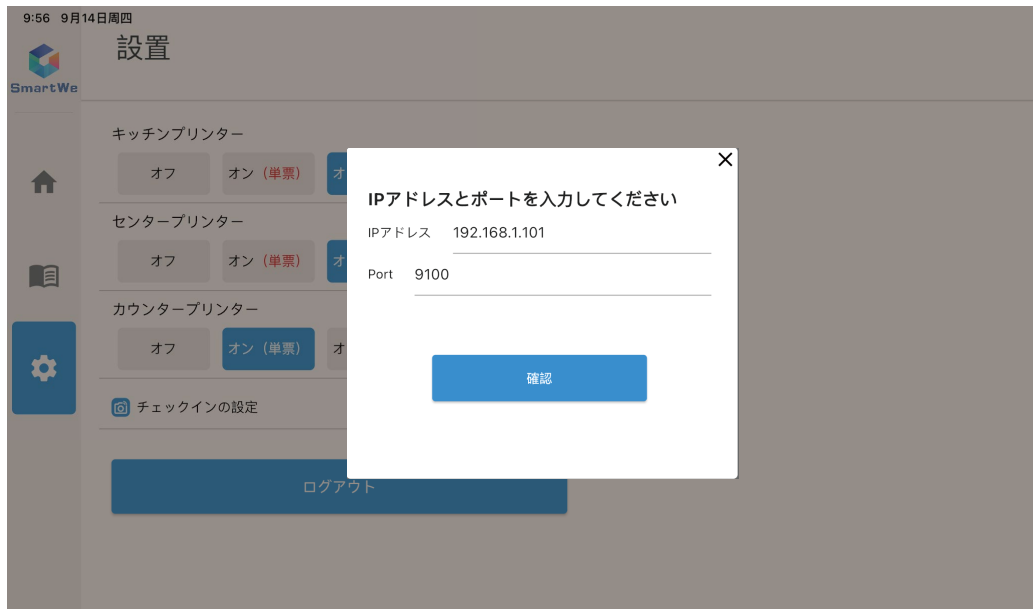 9:56 9月14日周四
設置
SmartWe
キッチンプリンター
オフ オン（単票） オ
センタープリンター
オフ オン（単票） オ
カウンタープリンター
オフ オン（単票） オ
チェックインの設定
ログアウト
IPアドレスとポートを入力してください
IPアドレス 192.168.1.101
Port 9100
確認